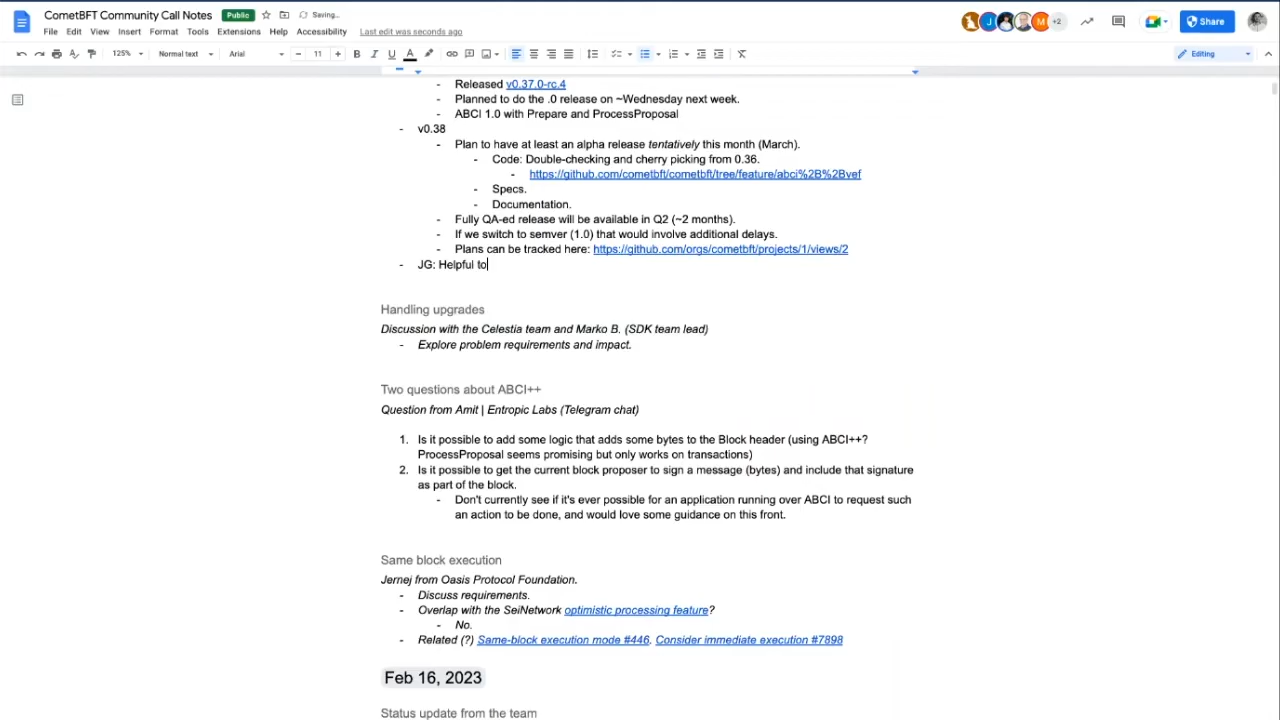 CometBFT Community Call Notes
Public
Saving...
File Edit View Insert Format Tools Extensions Help Accessibility
Last edit was seconds ago
J
M
+2
Share
125% Normal text Arial − 11 + B I U A
Editing
- Released v0.37.0-rc.4
- Planned to do the .0 release on ~Wednesday next week.
- ABCI 1.0 with Prepare and ProcessProposal
- v0.38
- Plan to have at least an alpha release tentatively this month (March).
- Code: Double-checking and cherry picking from 0.36.
- https://github.com/cometbft/cometbft/tree/feature/abci%2B%2Bvef
- Specs.
- Documentation.
- Fully QA-ed release will be available in Q2 (~2 months).
- If we switch to semver (1.0) that would involve additional delays.
- Plans can be tracked here: https://github.com/orgs/cometbft/projects/1/views/2
- JG: Helpful to
Handling upgrades
Discussion with the Celestia team and Marko B. (SDK team lead)
- Explore problem requirements and impact.
Two questions about ABCI++
Question from Amit | Entropic Labs (Telegram chat)
1. Is it possible to add some logic that adds some bytes to the Block header (using ABCI++?
ProcessProposal seems promising but only works on transactions)
2. Is it possible to get the current block proposer to sign a message (bytes) and include that signature
as part of the block.
- Don't currently see if it's ever possible for an application running over ABCI to request such
an action to be done, and would love some guidance on this front.
Same block execution
Jernej from Oasis Protocol Foundation.
- Discuss requirements.
- Overlap with the SeiNetwork optimistic processing feature?
- No.
- Related (?) Same-block execution mode #446, Consider immediate execution #7898
Feb 16, 2023
Status update from the team